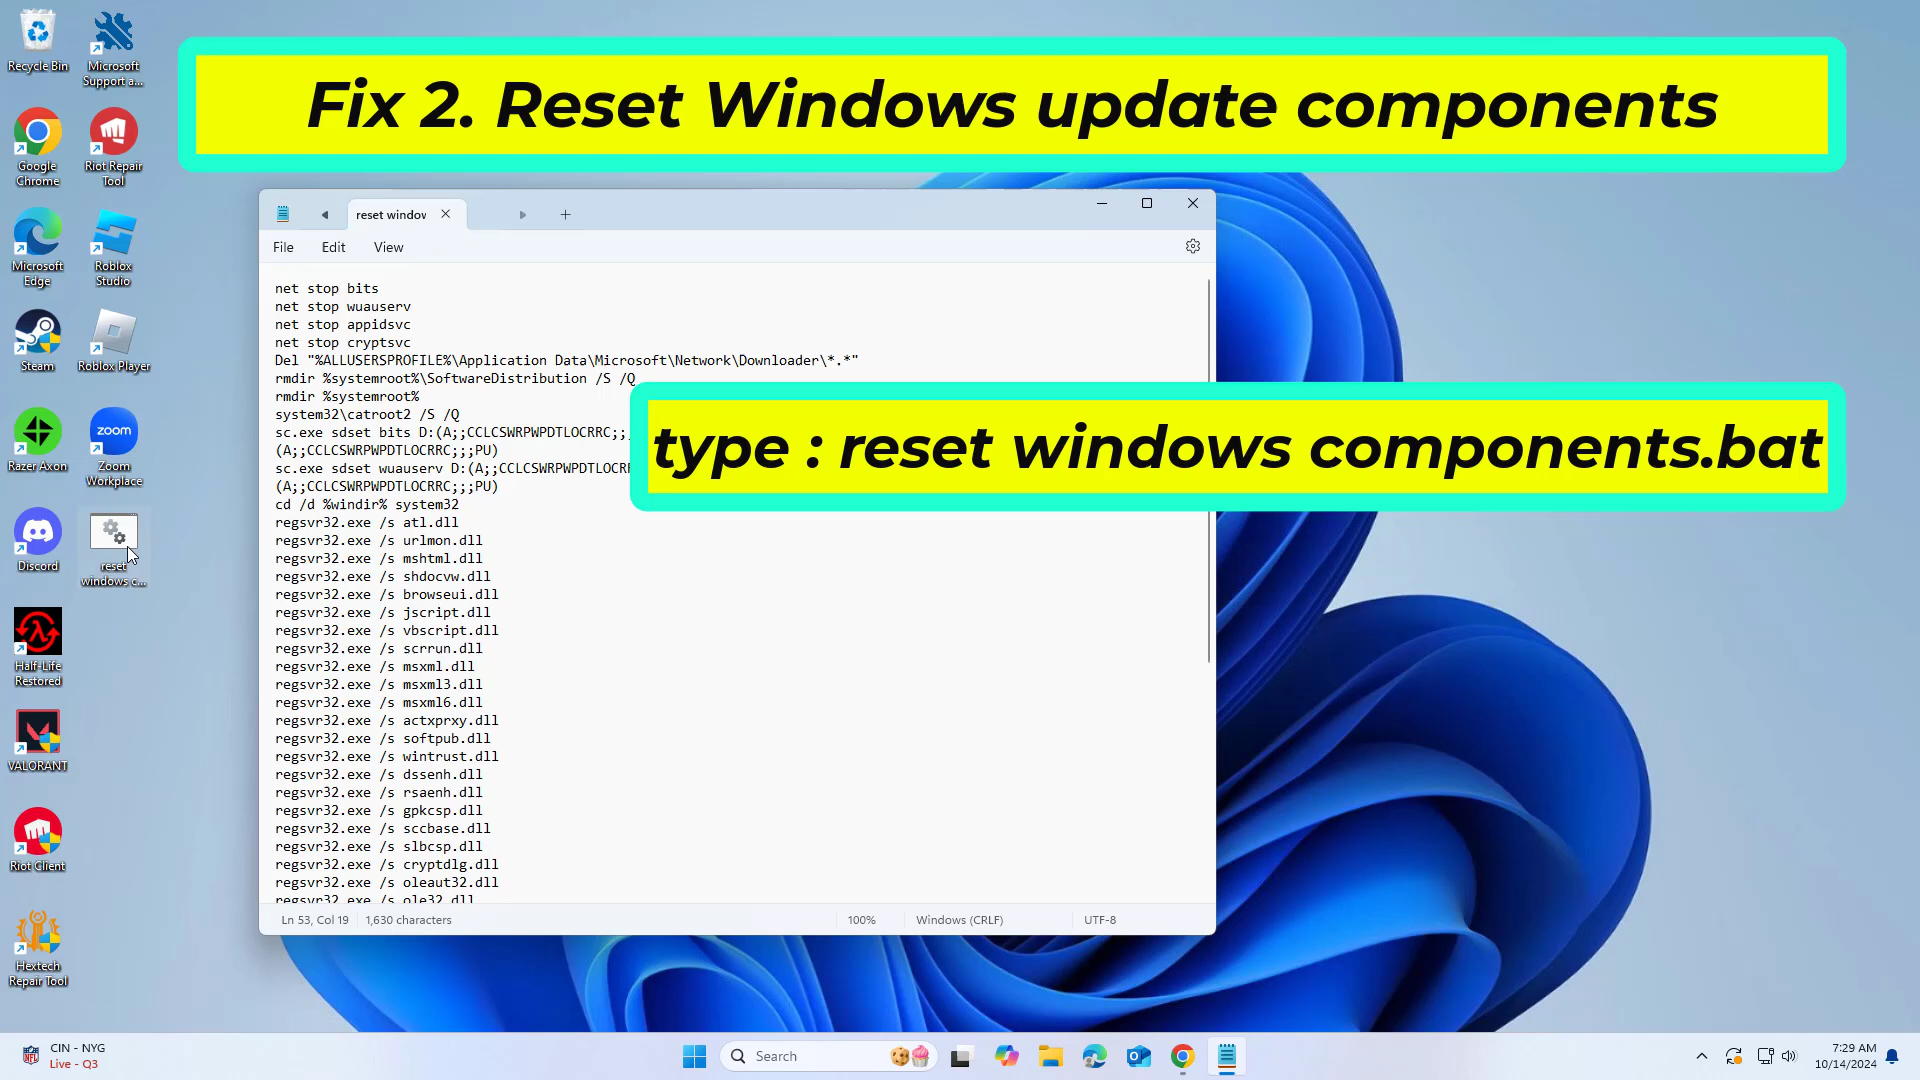 Fix 2. Reset Windows update components
Recycle Bin
Microsoft
Support a...
Google
Chrome
Riot Repair
Tool
Microsoft
Edge
Roblox
Studio
Steam
Roblox Player
Razer Axon
zoom
Zoom
Workplace
Discord
reset
windows c...
Half-Life
Restored
VALORANT
Riot Client
Hextech
Repair Tool
reset window
File Edit View
net stop bits
net stop wuauserv
net stop appidsvc
net stop cryptsvc
Del "%ALLUSERSPROFILE%\Application Data\Microsoft\Network\Downloader\*.*"
rmdir %systemroot%\SoftwareDistribution /S /Q
rmdir %systemroot%
system32\catroot2 /S /Q
sc.exe sdset bits D:(A;;CCLCSWRPWPDTLOCRRC;;
(A;;CCLCSWRPWPDTLOCRRC;;;PU)
sc.exe sdset wuauserv D:(A;;CCLCSWRPWPDTLOCR
(A;;CCLCSWRPWPDTLOCRRC;;;PU)
cd /d %windir% system32
regsvr32.exe /s atl.dll
regsvr32.exe /s urlmon.dll
regsvr32.exe /s mshtml.dll
regsvr32.exe /s shdocvw.dll
regsvr32.exe /s browseui.dll
regsvr32.exe /s jscript.dll
regsvr32.exe /s vbscript.dll
regsvr32.exe /s scrrun.dll
regsvr32.exe /s msxml.dll
regsvr32.exe /s msxml3.dll
regsvr32.exe /s msxml6.dll
regsvr32.exe /s actxprxy.dll
regsvr32.exe /s softpub.dll
regsvr32.exe /s wintrust.dll
regsvr32.exe /s dssenh.dll
regsvr32.exe /s rsaenh.dll
regsvr32.exe /s gpkcsp.dll
regsvr32.exe /s sccbase.dll
regsvr32.exe /s slbcsp.dll
regsvr32.exe /s cryptdlg.dll
regsvr32.exe /s oleaut32.dll
regsvr32.exe /s ole32.dll
type : reset windows components.bat
Ln 53, Col 19 1,630 characters 100% Windows (CRLF) UTF-8
CIN - NYG
Live - Q3
Search
7:29 AM
10/14/2024